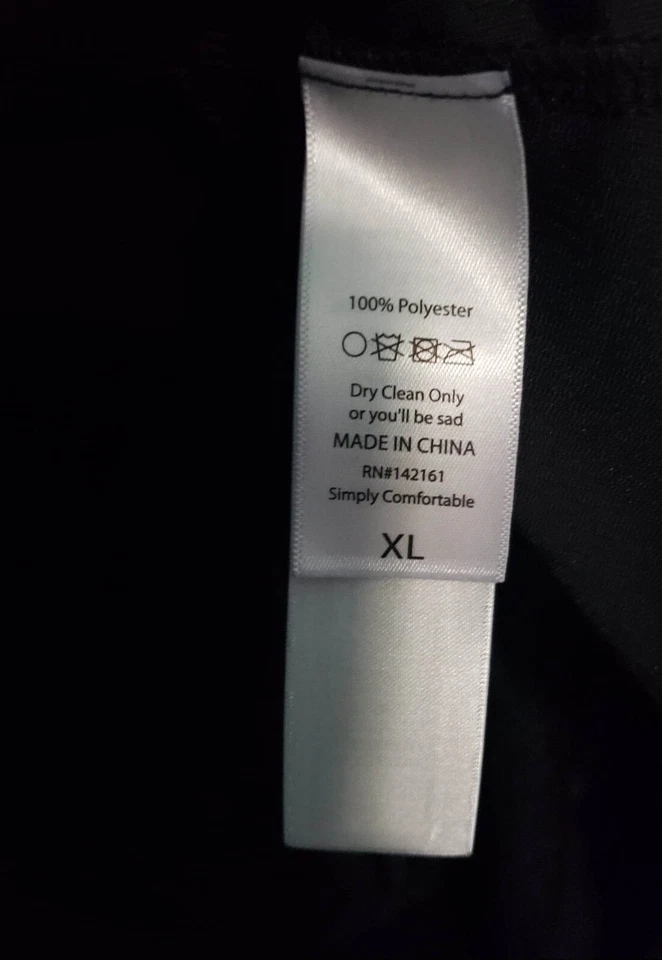 100% Polyester
Dry Clean Only
or you'll be sad
MADE IN CHINA
RN#142161
Simply Comfortable
XL